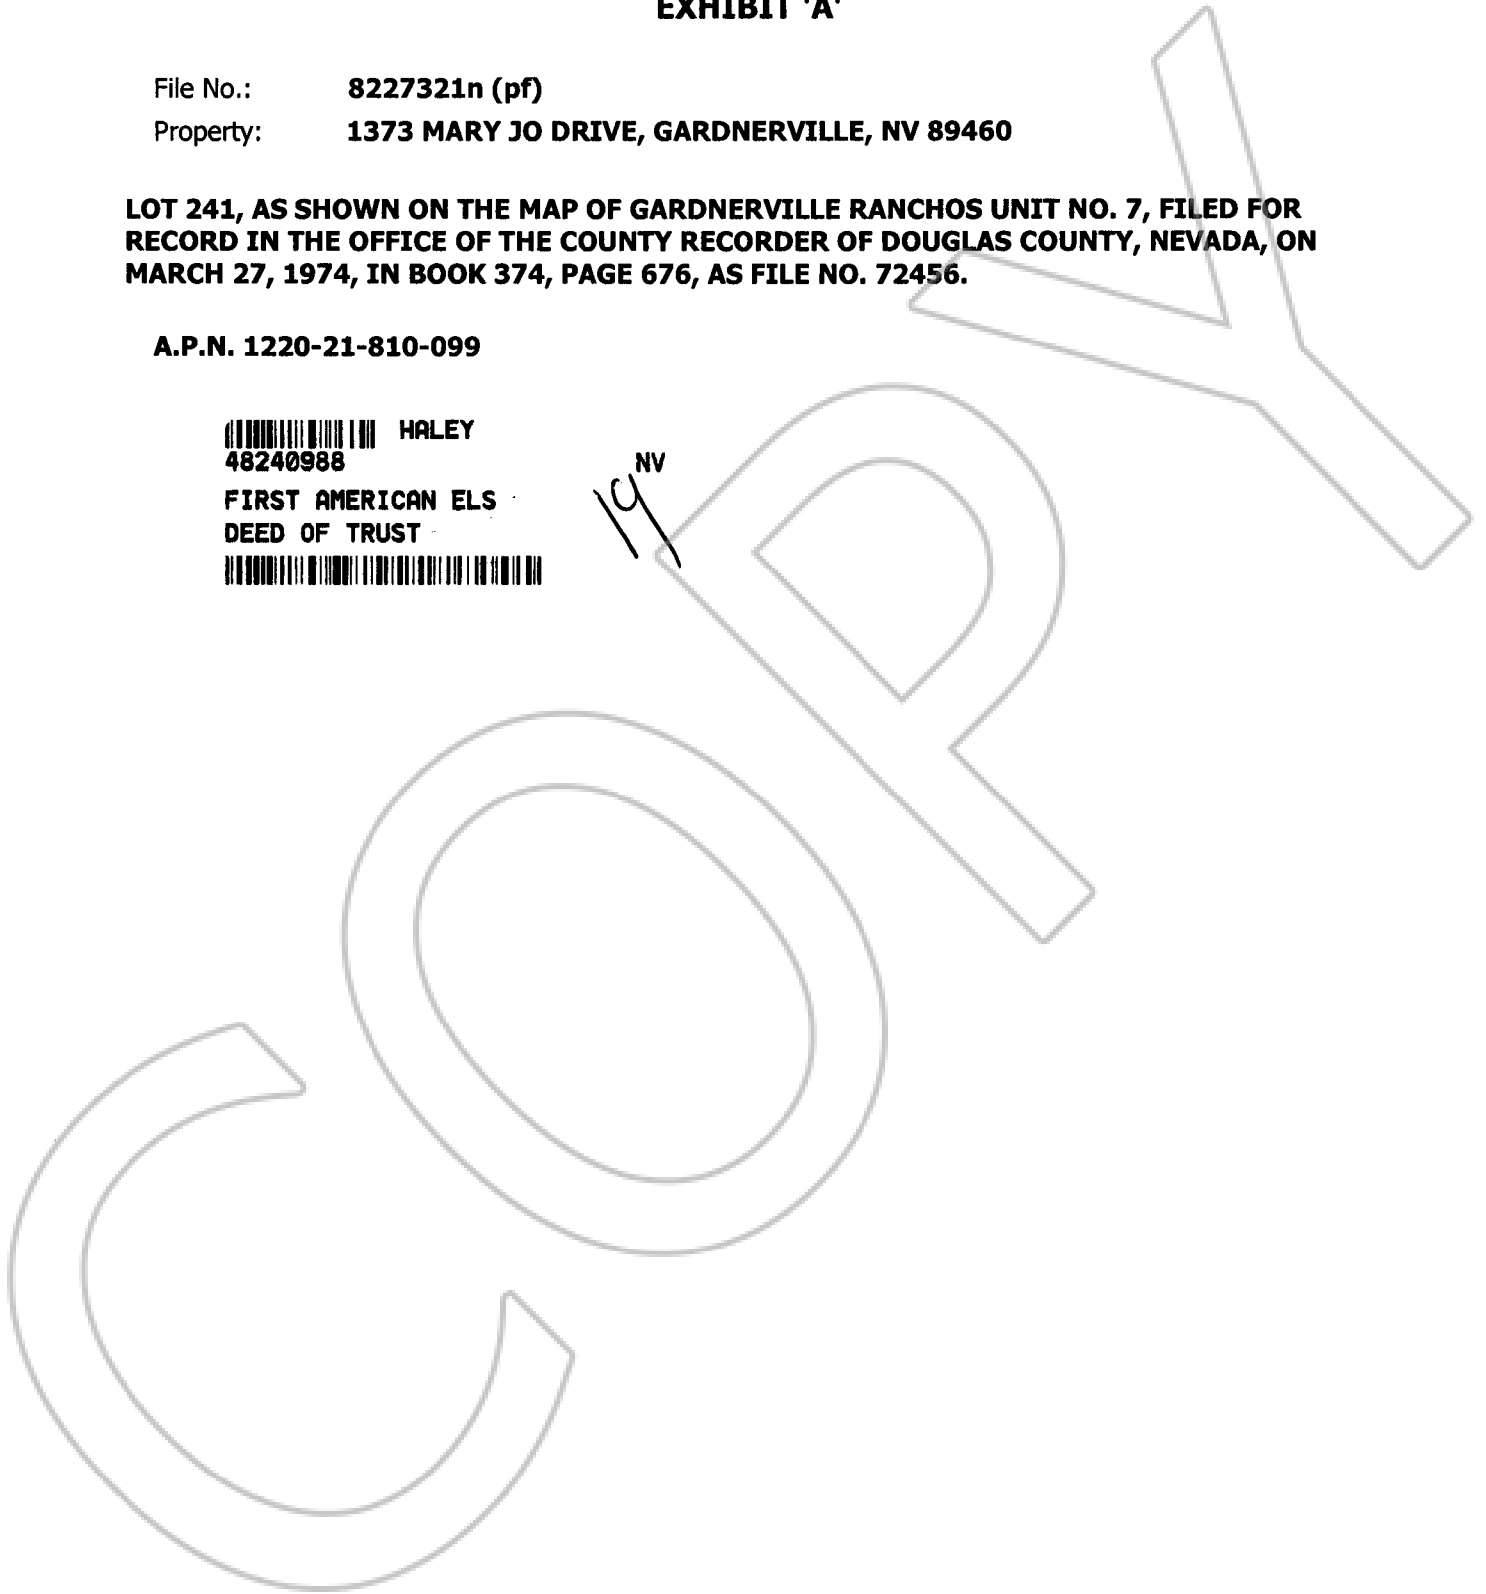 EXHIBIT 'A'
File No.: 8227321n (pf)
Property: 1373 MARY JO DRIVE, GARDNERVILLE, NV 89460
LOT 241, AS SHOWN ON THE MAP OF GARDNERVILLE RANCHOS UNIT NO. 7, FILED FOR
RECORD IN THE OFFICE OF THE COUNTY RECORDER OF DOUGLAS COUNTY, NEVADA, ON
MARCH 27, 1974, IN BOOK 374, PAGE 676, AS FILE NO. 72456.
A.P.N. 1220-21-810-099
HALEY
48240988
NV
FIRST AMERICAN ELS
DEED OF TRUST
COPY